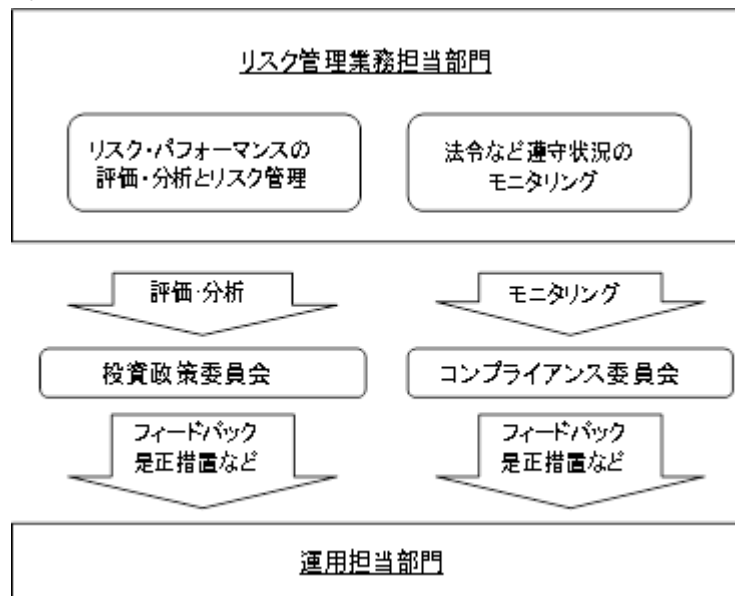 リスク管理業務担当部門
リスク・パフォーマンスの
評価・分析とリスク管理
法令など遵守状況の
モニタリング
評価・分析
モニタリング
投資政策委員会
コンプライアンス委員会
フィードバック
是正措置など
フィードバック
是正措置など
運用担当部門